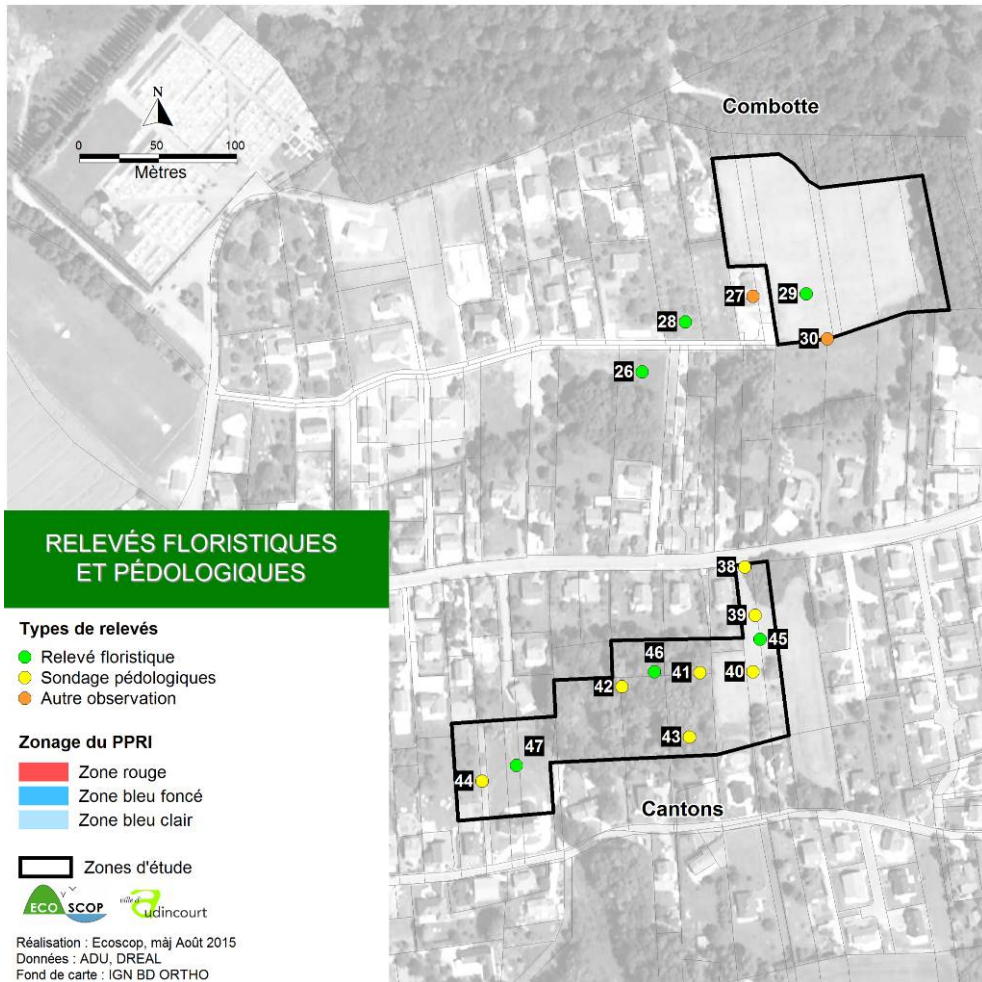 Combotte
N
0 50 100
Mètres
27
29
28
30
26
38
39
45
46
41
40
42
43
47
44
Cantons
RELEVÉS FLORISTIQUES
ET PÉDOLOGIQUES
Types de relevés
Relevé floristique
Sondage pédologiques
Autre observation
Zonage du PPRI
Zone rouge
Zone bleu foncé
Zone bleu clair
Zones d'étude
ECO SCOP
ville d'
Audincourt
Réalisation : Ecoscop, màj Août 2015
Données : ADU, DREAL
Fond de carte : IGN BD ORTHO